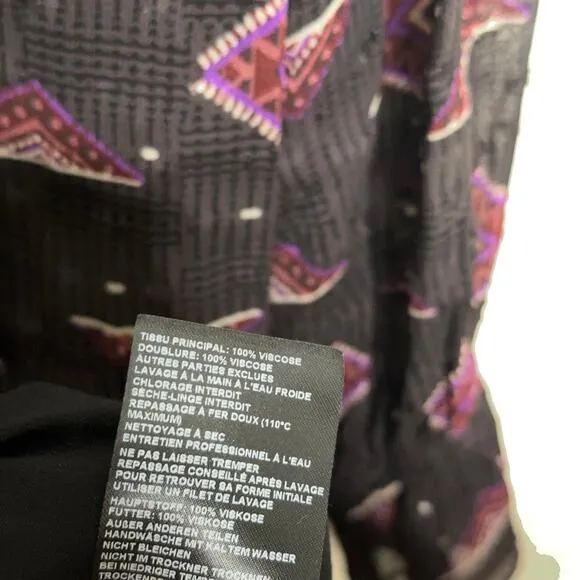 TISSU PRINCIPAL: 100% VISCOSE
DOUBLURE: 100% VISCOSE
AUTRES PARTIES EXCLUES
LAVAGE À LA MAIN À L'EAU FROIDE
CHLORAGE INTERDIT
SÈCHE-LINGE INTERDIT
REPASSAGE À FER DOUX (110°C
MAXIMUM)
NETTOYAGE À SEC
ENTRETIEN PROFESSIONNEL À L'EAU
NE PAS LAISSER TREMPER
REPASSAGE CONSEILLÉ APRÈS LAVAGE
POUR RETROUVER SA FORME INITIALE
UTILISER UN FILET DE LAVAGE
HAUPTSTOFF: 100% VISKOSE
FUTTER: 100% VISKOSE
AUßER ANDEREN TEILEN
HANDWÄSCHE MIT KALTEM WASSER
NICHT BLEICHEN
NICHT IM TROCKNER TROCKNEN
BEI NIEDRIGER